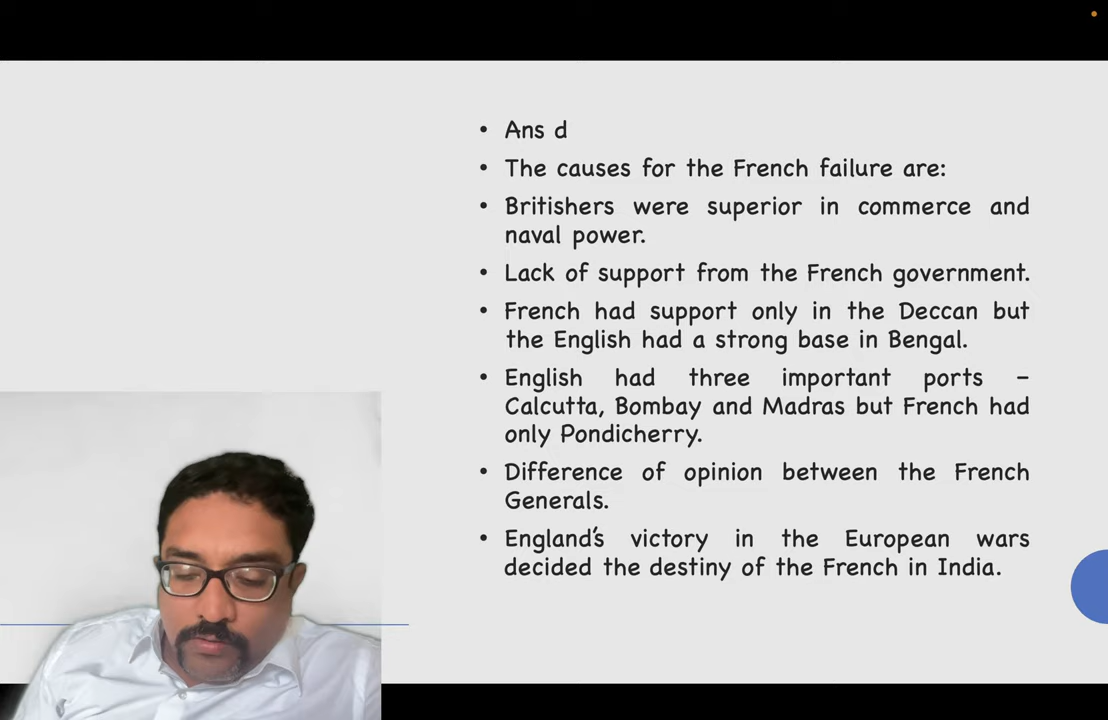 • Ans d
• The causes for the French failure are:
• Britishers were superior in commerce and
naval power.
• Lack of support from the French government.
• French had support only in the Deccan but
the English had a strong base in Bengal.
• English had three important ports –
Calcutta, Bombay and Madras but French had
only Pondicherry.
• Difference of opinion between the French
Generals.
• England's victory in the European wars
decided the destiny of the French in India.